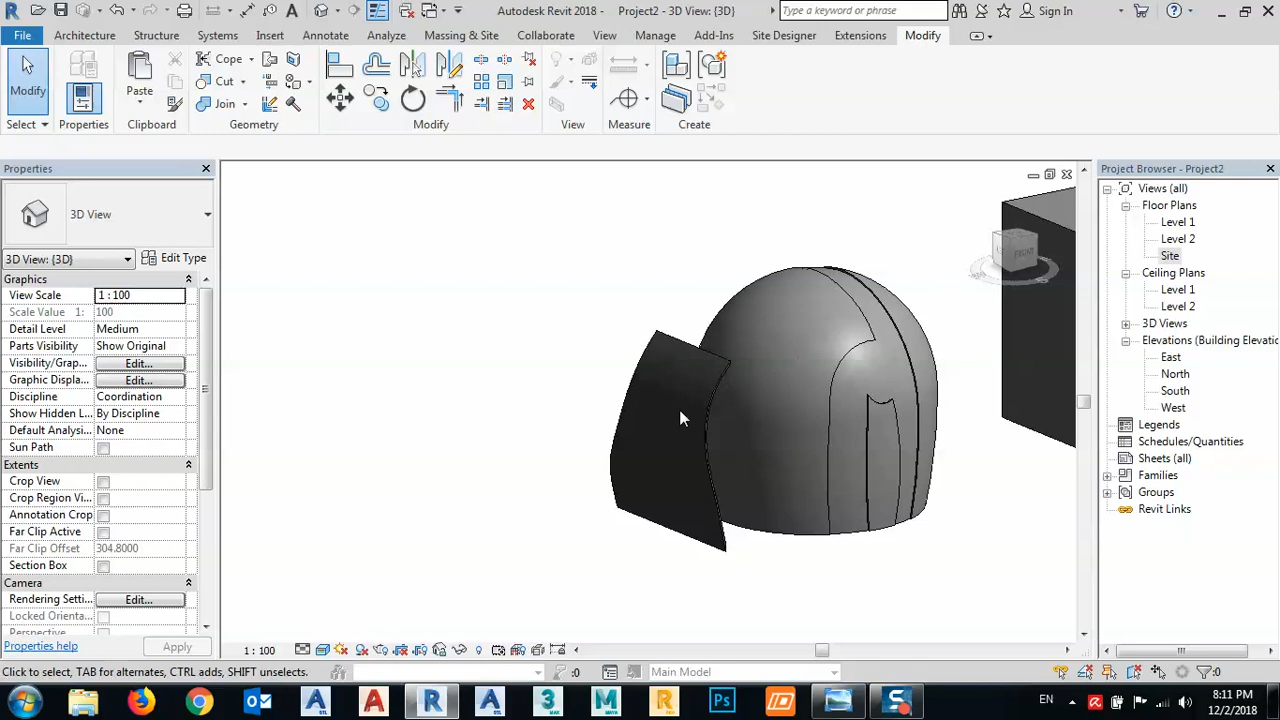 Autodesk Revit 2018 -    Project2 - 3D View: {3D}
Type a keyword or phrase
Sign In
File
Architecture
Structure
Systems
Insert
Annotate
Analyze
Massing & Site
Collaborate
View
Manage
Add-Ins
Site Designer
Extensions
Modify
Modify
Properties
Paste
Cope
Cut
Join
Select
Properties
Clipboard
Geometry
Modify
View
Measure
Create
Properties
3D View
3D View: {3D}
Edit Type
Graphics
View Scale 1 : 100
Scale Value 1: 100
Detail Level Medium
Parts Visibility Show Original
Visibility/Grap... Edit...
Graphic Displa... Edit...
Discipline Coordination
Show Hidden L... By Discipline
Default Analysi... None
Sun Path
Extents
Crop View
Crop Region Vi...
Annotation Crop
Far Clip Active
Far Clip Offset 304.8000
Section Box
Camera
Rendering Setti... Edit...
Locked Orienta...
Perspective
Properties help
Apply
FRONT
1 : 100
Project Browser - Project2
Views (all)
Floor Plans
Level 1
Level 2
Site
Ceiling Plans
Level 1
Level 2
3D Views
Elevations (Building Elevatio
East
North
South
West
Legends
Schedules/Quantities
Sheets (all)
Families
Groups
Revit Links
Click to select, TAB for alternates, CTRL adds, SHIFT unselects.
:0
Main Model
:0
EN
8:11 PM
12/2/2018